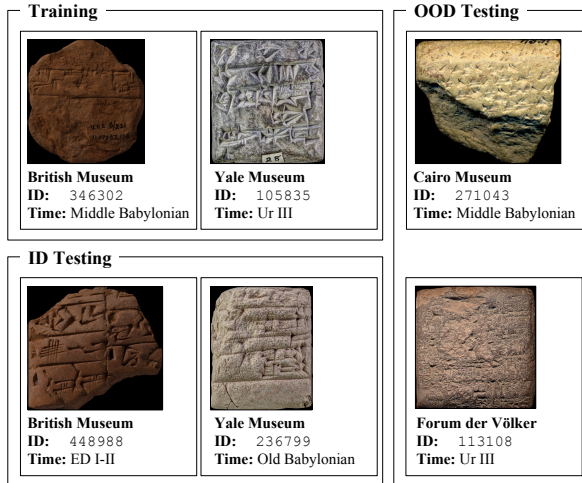 Training
British Museum
ID: 346302
Time: Middle Babylonian
Yale Museum
ID: 105835
Time: Ur III
25
ID Testing
British Museum
ID: 448988
Time: ED I-II
Yale Museum
ID: 236799
Time: Old Babylonian
OOD Testing
Cairo Museum
ID: 271043
Time: Middle Babylonian
Forum der Völker
ID: 113108
Time: Ur III